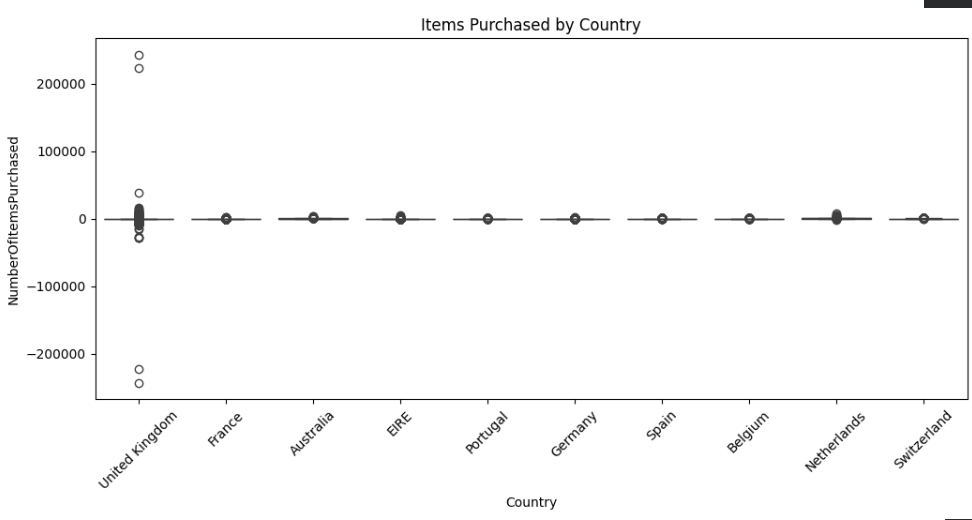 Items Purchased by Country
NumberOfItemsPurchased
200000
100000
0
−100000
−200000
United Kingdom
France
Australia
EIRE
Portugal
Germany
Spain
Belgium
Netherlands
Switzerland
Country